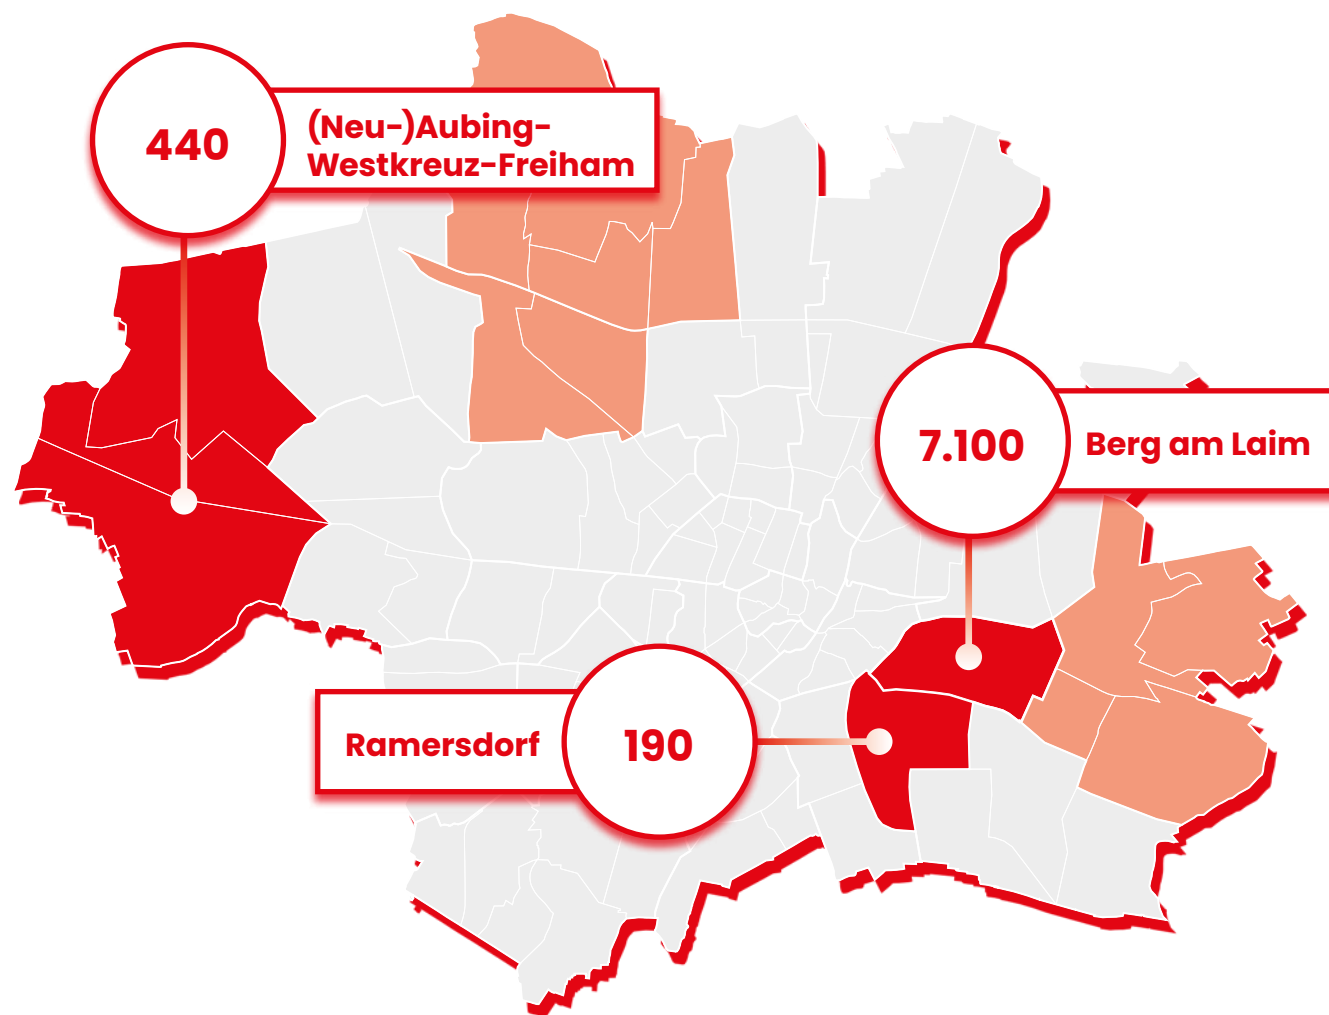 440
(Neu-)Aubing-
Westkreuz-Freiham
7.100
Berg am Laim
Ramersdorf
190